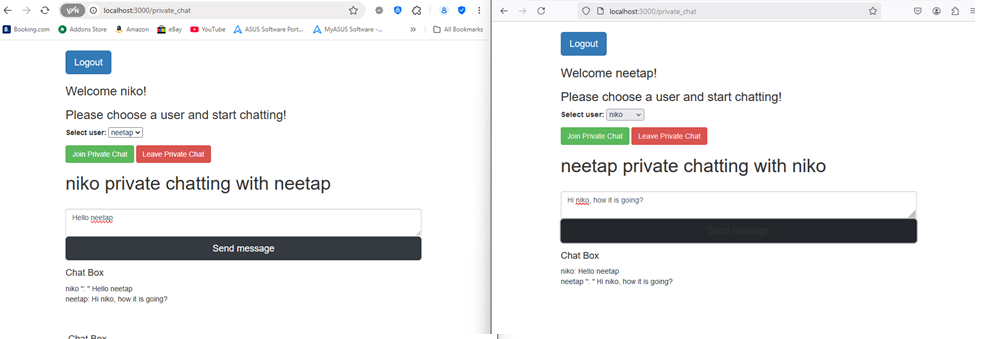 VPN localhost:3000/private_chat
Booking.com Addons Store Amazon eBay YouTube ASUS Software Port... MyASUS Software -... » All Bookmarks
Logout
Welcome niko!
Please choose a user and start chatting!
Select user: neetap
Join Private Chat Leave Private Chat
niko private chatting with neetap
Hello neetap
Send message
Chat Box
niko ": " Hello neetap
neetap: Hi niko, how it is going?
Chat Box
localhost:3000/private_chat
Logout
Welcome neetap!
Please choose a user and start chatting!
Select user: niko
Join Private Chat Leave Private Chat
neetap private chatting with niko
Hi niko, how it is going?
Send message
Chat Box
niko: Hello neetap
neetap ": " Hi niko, how it is going?